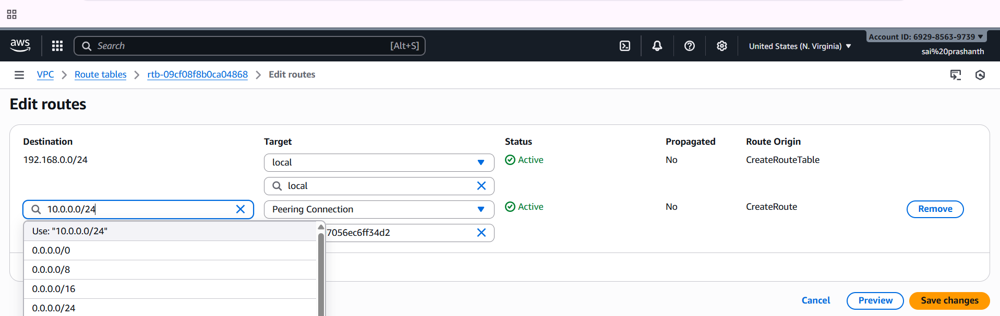 aws
Search
[Alt+S]
United States (N. Virginia)
Account ID: 6929-8563-9739
sai%20prashanth
VPC
Route tables
rtb-09cf08f8b0ca04868
Edit routes
Edit routes
Destination Target Status Propagated Route Origin
192.168.0.0/24 local Active No CreateRouteTable
local
10.0.0.0/24 Peering Connection Active No CreateRoute Remove
Use: "10.0.0.0/24" 7056ec6ff34d2
0.0.0.0/0
0.0.0.0/8
0.0.0.0/16
0.0.0.0/24
Cancel Preview Save changes